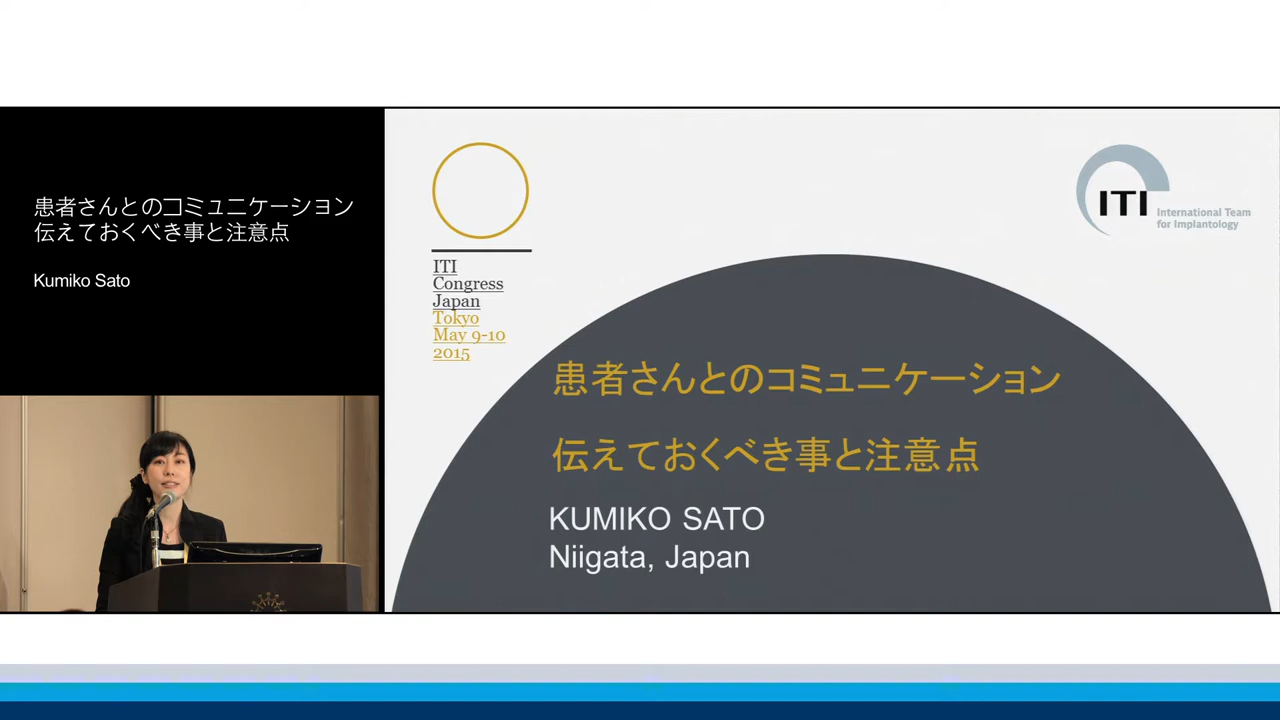 患者さんとのコミュニケーション
伝えておくべき事と注意点
Kumiko Sato
ITI
Congress
Japan
Tokyo
May 9-10
2015
ITI
International Team
for Implantology
患者さんとのコミュニケーション
伝えておくべき事と注意点
KUMIKO SATO
Niigata, Japan